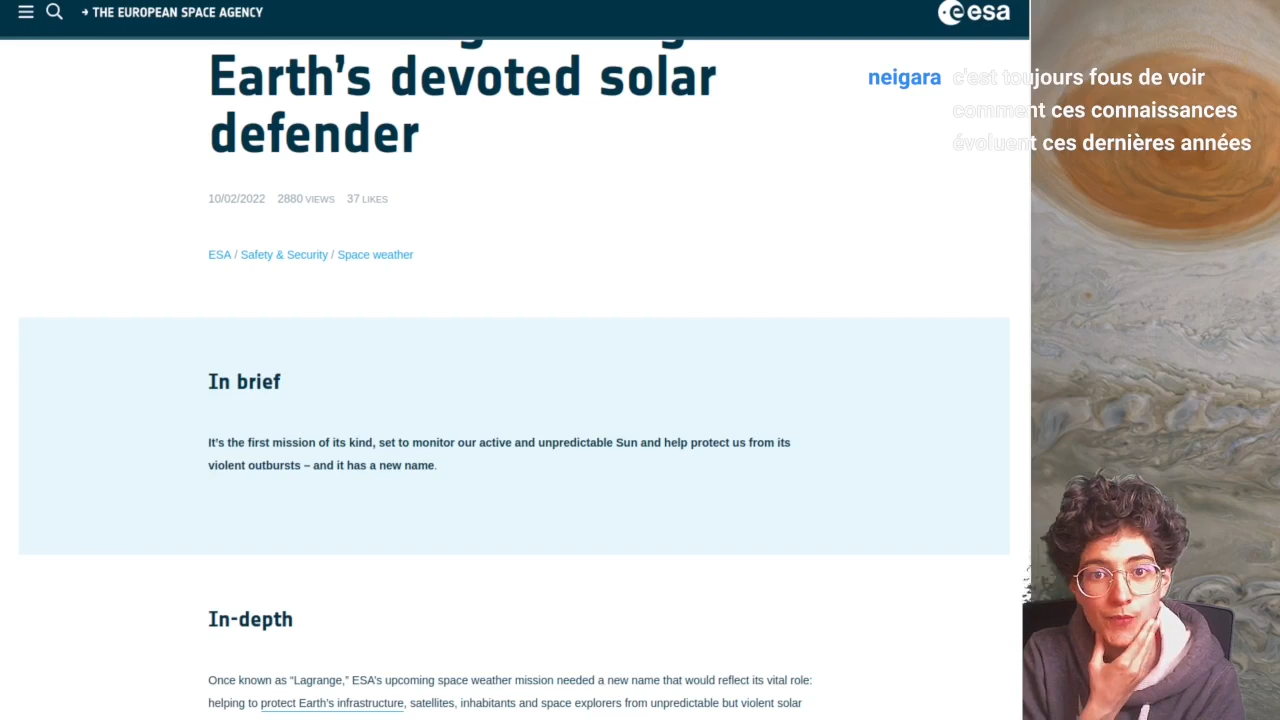 → THE EUROPEAN SPACE AGENCY
esa
Earth's devoted solar
defender
neigara c'est toujours fous de voir
comment ces connaissances
évoluent ces dernières années
10/02/2022 2880 VIEWS 37 LIKES
ESA / Safety & Security / Space weather
In brief
It's the first mission of its kind, set to monitor our active and unpredictable Sun and help protect us from its
violent outbursts – and it has a new name.
In-depth
Once known as “Lagrange,” ESA's upcoming space weather mission needed a new name that would reflect its vital role:
helping to protect Earth's infrastructure, satellites, inhabitants and space explorers from unpredictable but violent solar